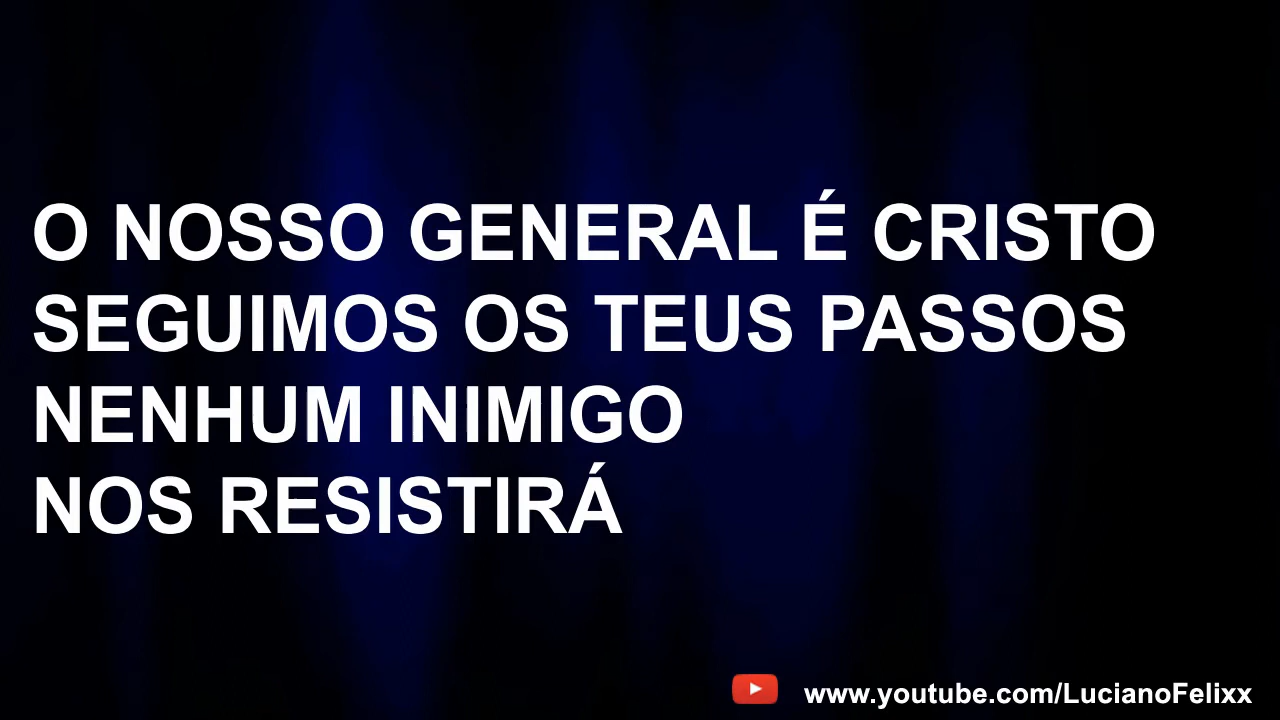 O NOSSO GENERAL É CRISTO
SEGUIMOS OS TEUS PASSOS
NENHUM INIMIGO
NOS RESISTIRÁ
www.youtube.com/LucianoFelixx